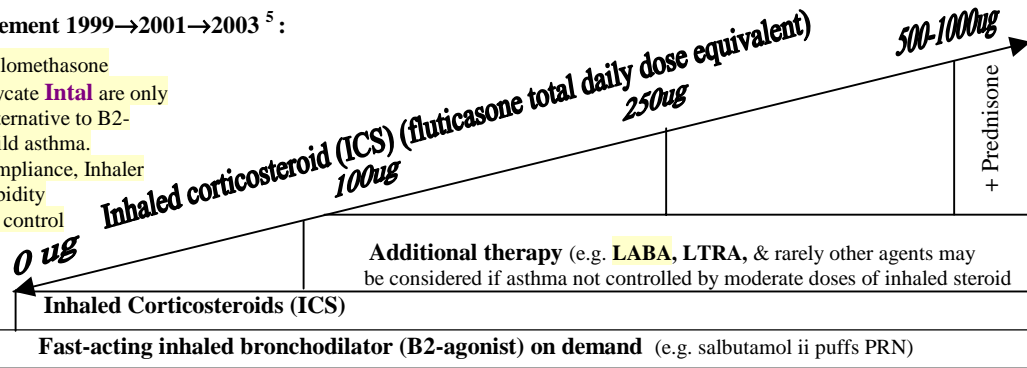 ement 1999→2001→2003 5 :
lomethasone
ycate Intal are only
ternative to B2-
ild asthma.
mpliance, Inhaler
bidity
control
0 ug
Inhaled corticosteroid (ICS) (fluticasone total daily dose equivalent)
100ug
250ug
500-1000ug
+ Prednisone
Additional therapy (e.g. LABA, LTRA, & rarely other agents may
be considered if asthma not controlled by moderate doses of inhaled steroid
Inhaled Corticosteroids (ICS)
Fast-acting inhaled bronchodilator (B2-agonist) on demand (e.g. salbutamol ii puffs PRN)